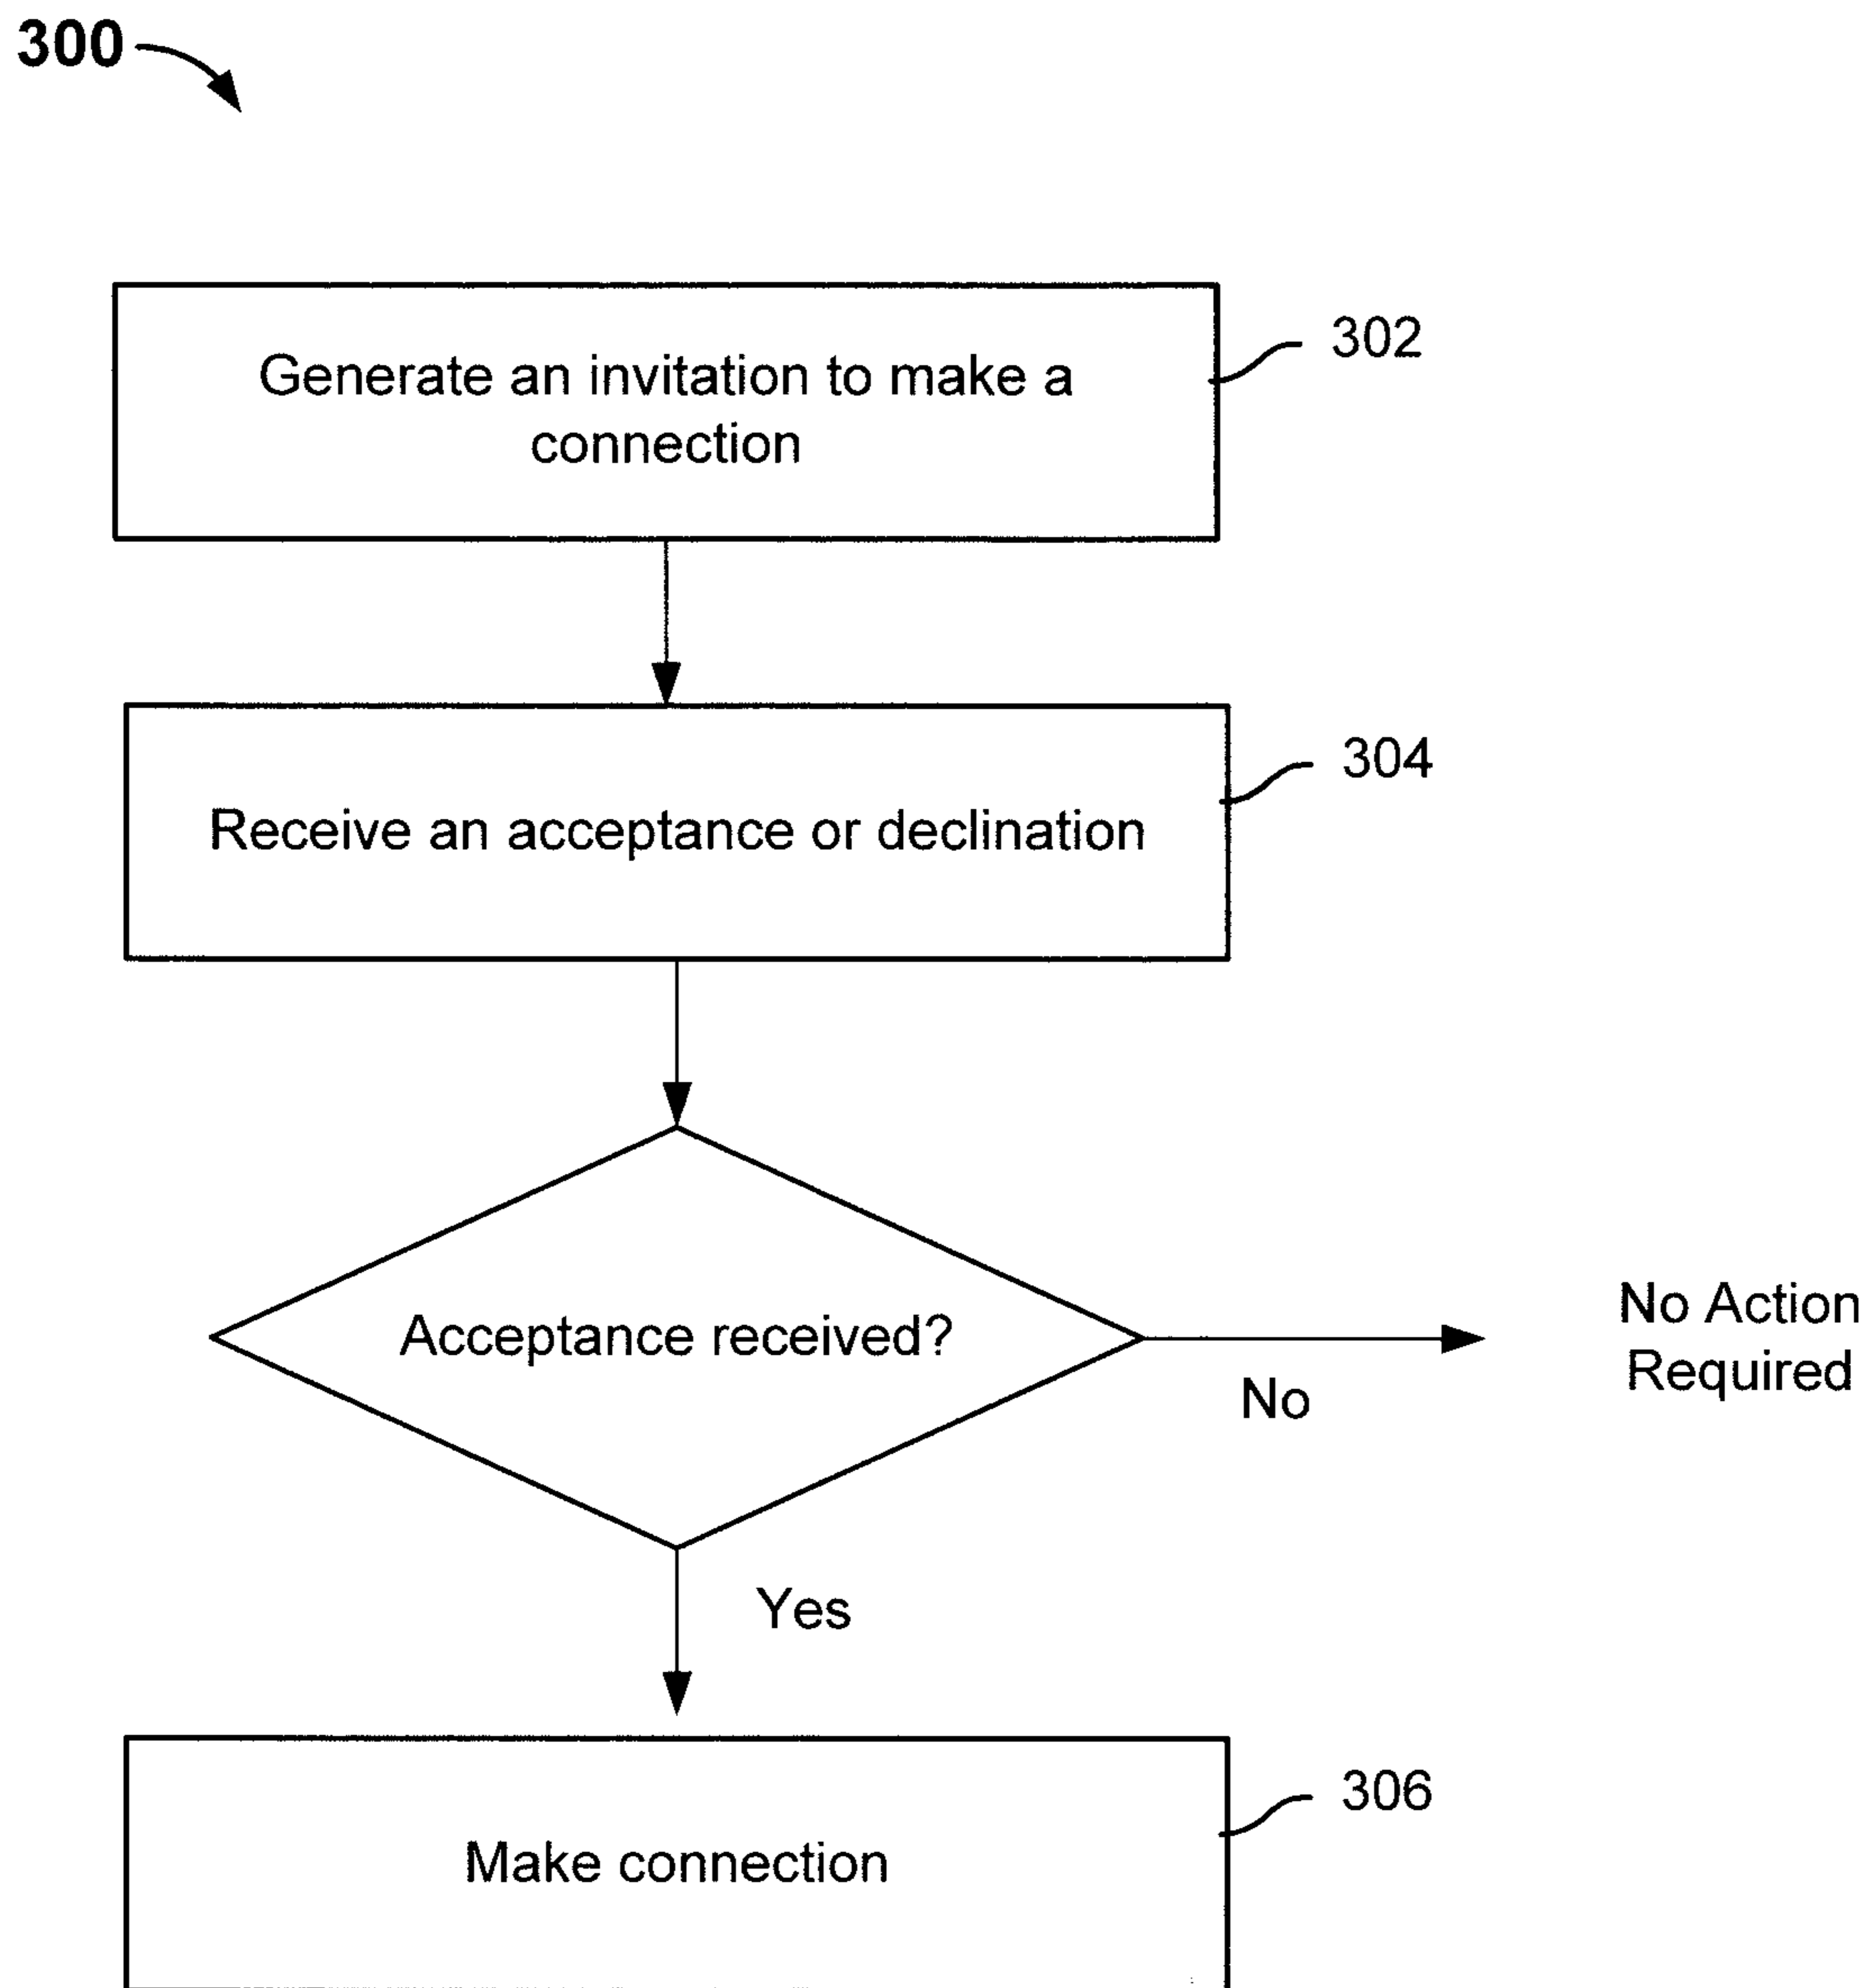 300
Generate an invitation to make a
connection
302
Receive an acceptance or declination
304
Acceptance received?
No Action
Required
No
Yes
Make connection
306